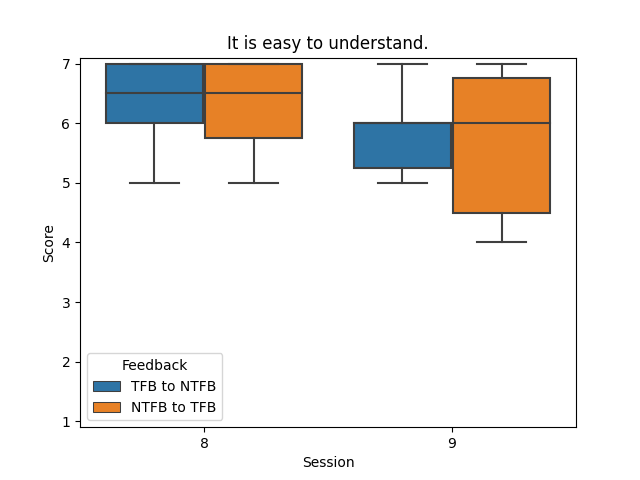 It is easy to understand.
7
6
5
4
3
2
1
Score
Feedback
TFB to NTFB
NTFB to TFB
8 9
Session